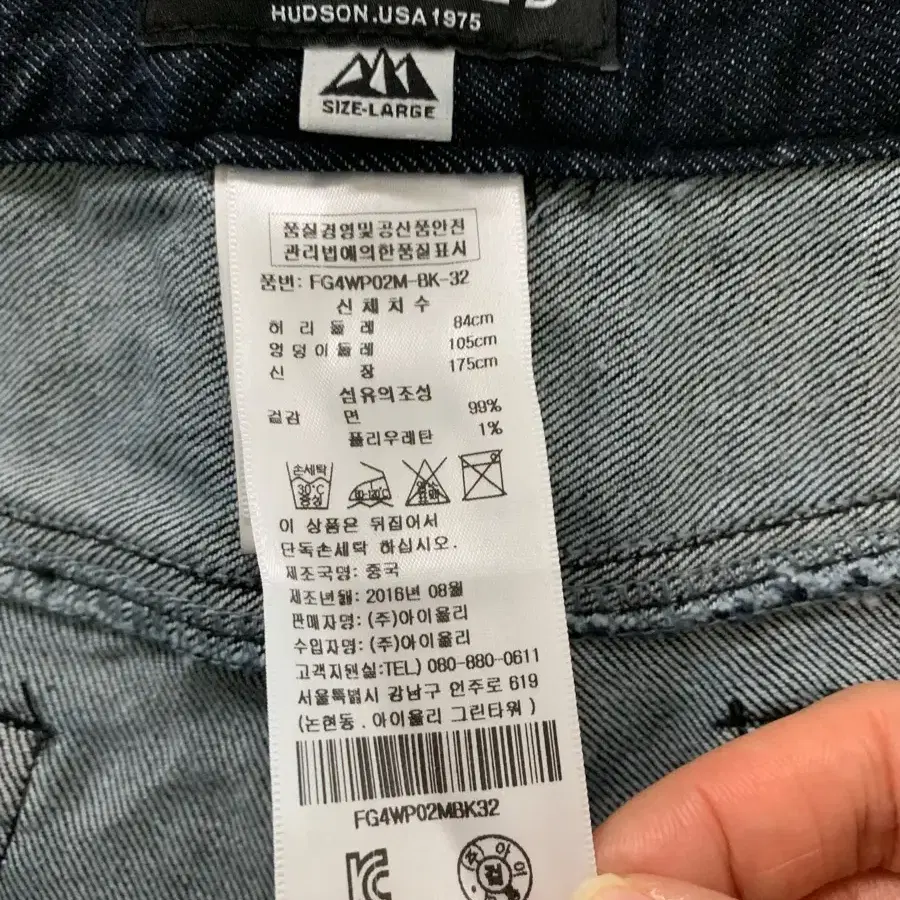 HUDSON.USA 1975
SIZE-LARGE
품질경영및공산품안전
관리법에의한품질표시
품번: FG4WP02M-BK-32
신 체 치 수
허 리 둘 레 84cm
엉 덩 이 둘 레 105cm
신 장 175cm
섬유의조성
겉감 면 99%
폴리우레탄 1%
손세탁
30℃
중성
이 상품은 뒤집어서
단독손세탁 하십시오.
제조국명: 중국
제조년월: 2016년 08월
판매자명: (주)아이올리
수입자명: (주)아이올리
고객지원실:TEL) 080-880-0611
서울특별시 강남구 언주로 619
(논현동 . 아이올리 그린타워 )
FG4WP02MBK32